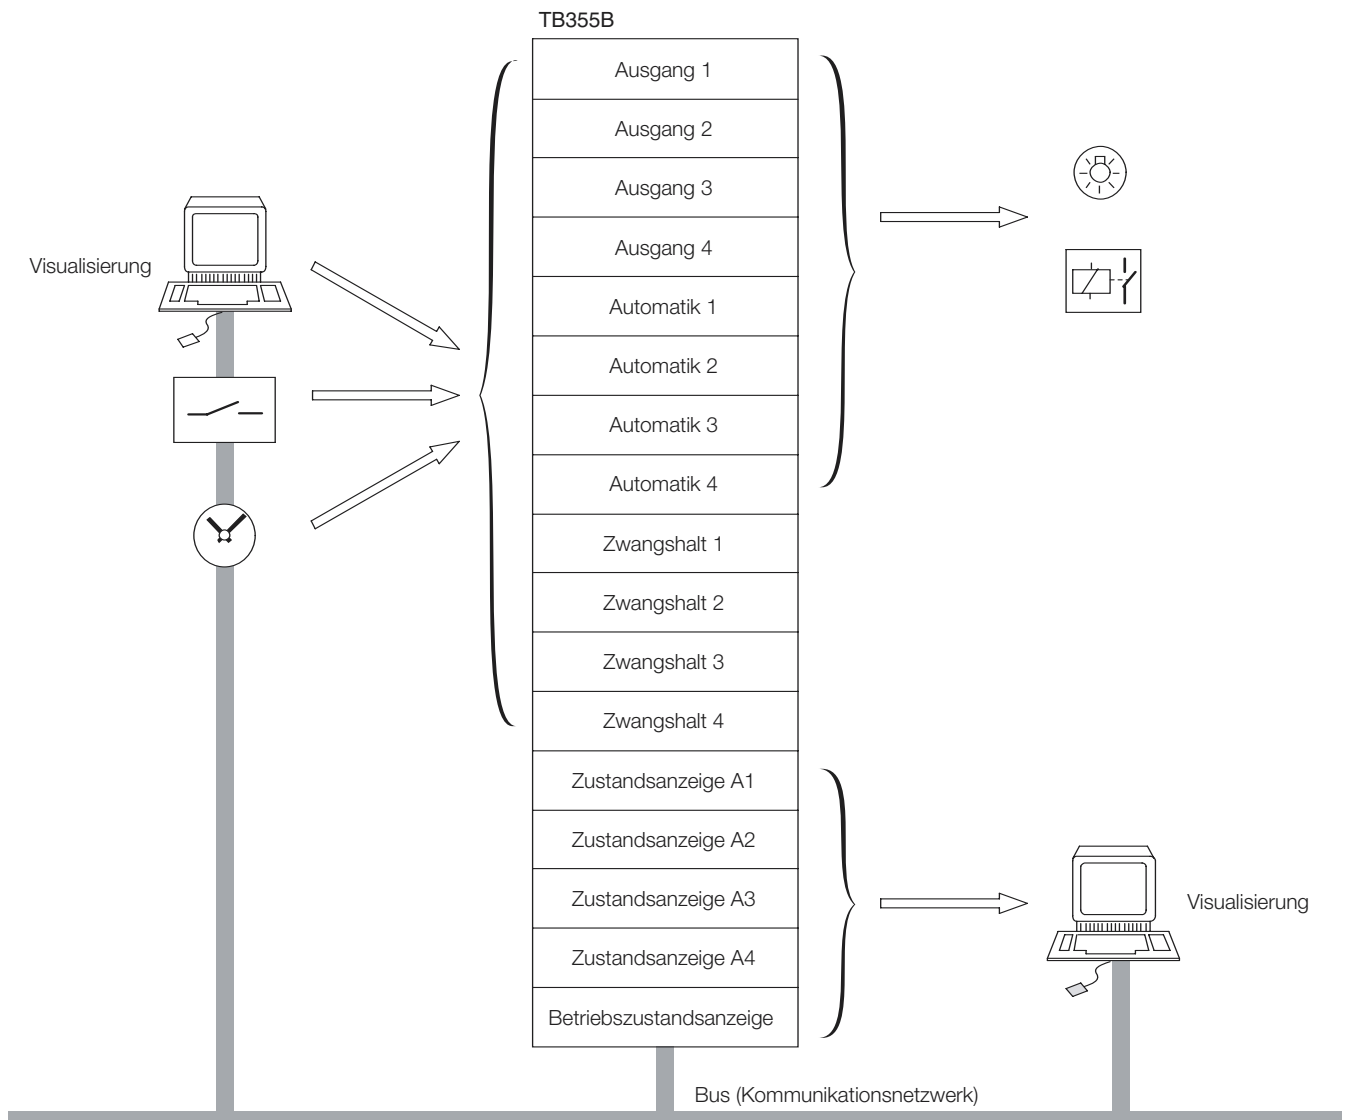 TB355B
Ausgang 1
Ausgang 2
Ausgang 3
Ausgang 4
Visualisierung
Automatik 1
Automatik 2
Automatik 3
Automatik 4
Zwangshalt 1
Zwangshalt 2
Zwangshalt 3
Zwangshalt 4
Zustandsanzeige A1
Zustandsanzeige A2
Zustandsanzeige A3
Visualisierung
Zustandsanzeige A4
Betriebszustandsanzeige
Bus (Kommunikationsnetzwerk)